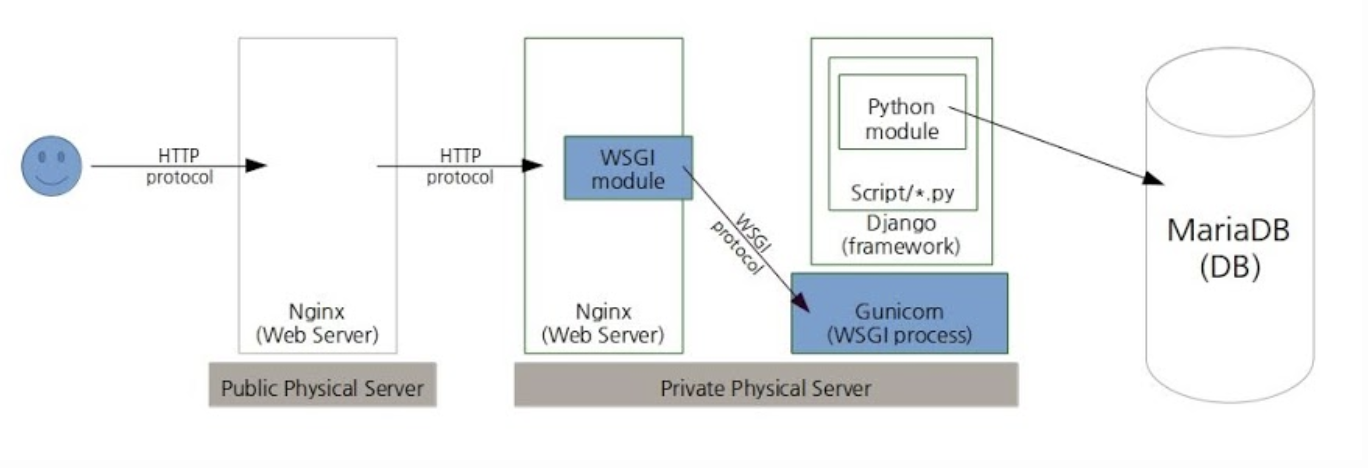 HTTP
protocol
Nginx
(Web Server)
Public Physical Server
HTTP
protocol
WSGI
module
Nginx
(Web Server)
WSGI
protocol
Python
module
Script/*.py
Django
(framework)
Gunicorn
(WSGI process)
Private Physical Server
MariaDB
(DB)